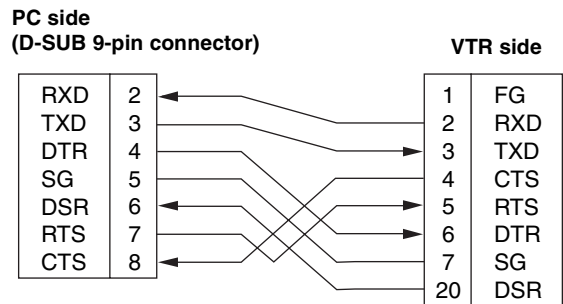 PC side
(D-SUB 9-pin connector)
VTR side
RXD 2
TXD 3
DTR 4
SG 5
DSR 6
RTS 7
CTS 8
1 FG
2 RXD
3 TXD
4 CTS
5 RTS
6 DTR
7 SG
20 DSR